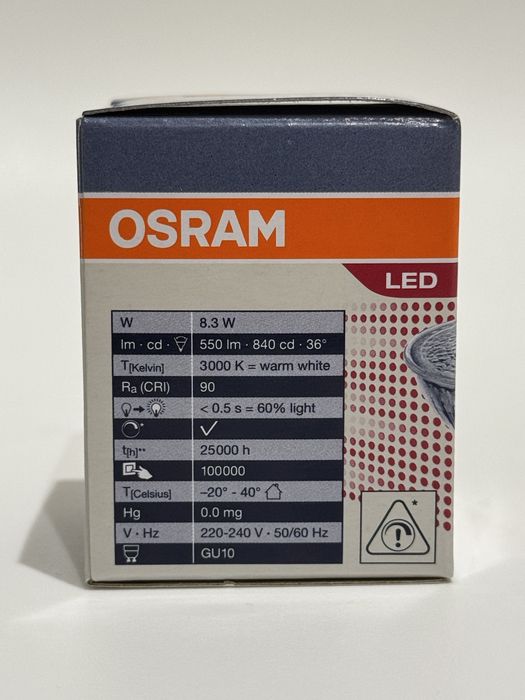 OSRAM
LED
W 8.3 W
lm · cd · 550 lm · 840 cd · 36°
T[Kelvin] 3000 K = warm white
Ra (CRI) 90
< 0.5 s = 60% light
* ✓
t[h]** 25000 h
100000
T[Celsius] –20° - 40°
Hg 0.0 mg
V · Hz 220-240 V · 50/60 Hz
GU10
! *